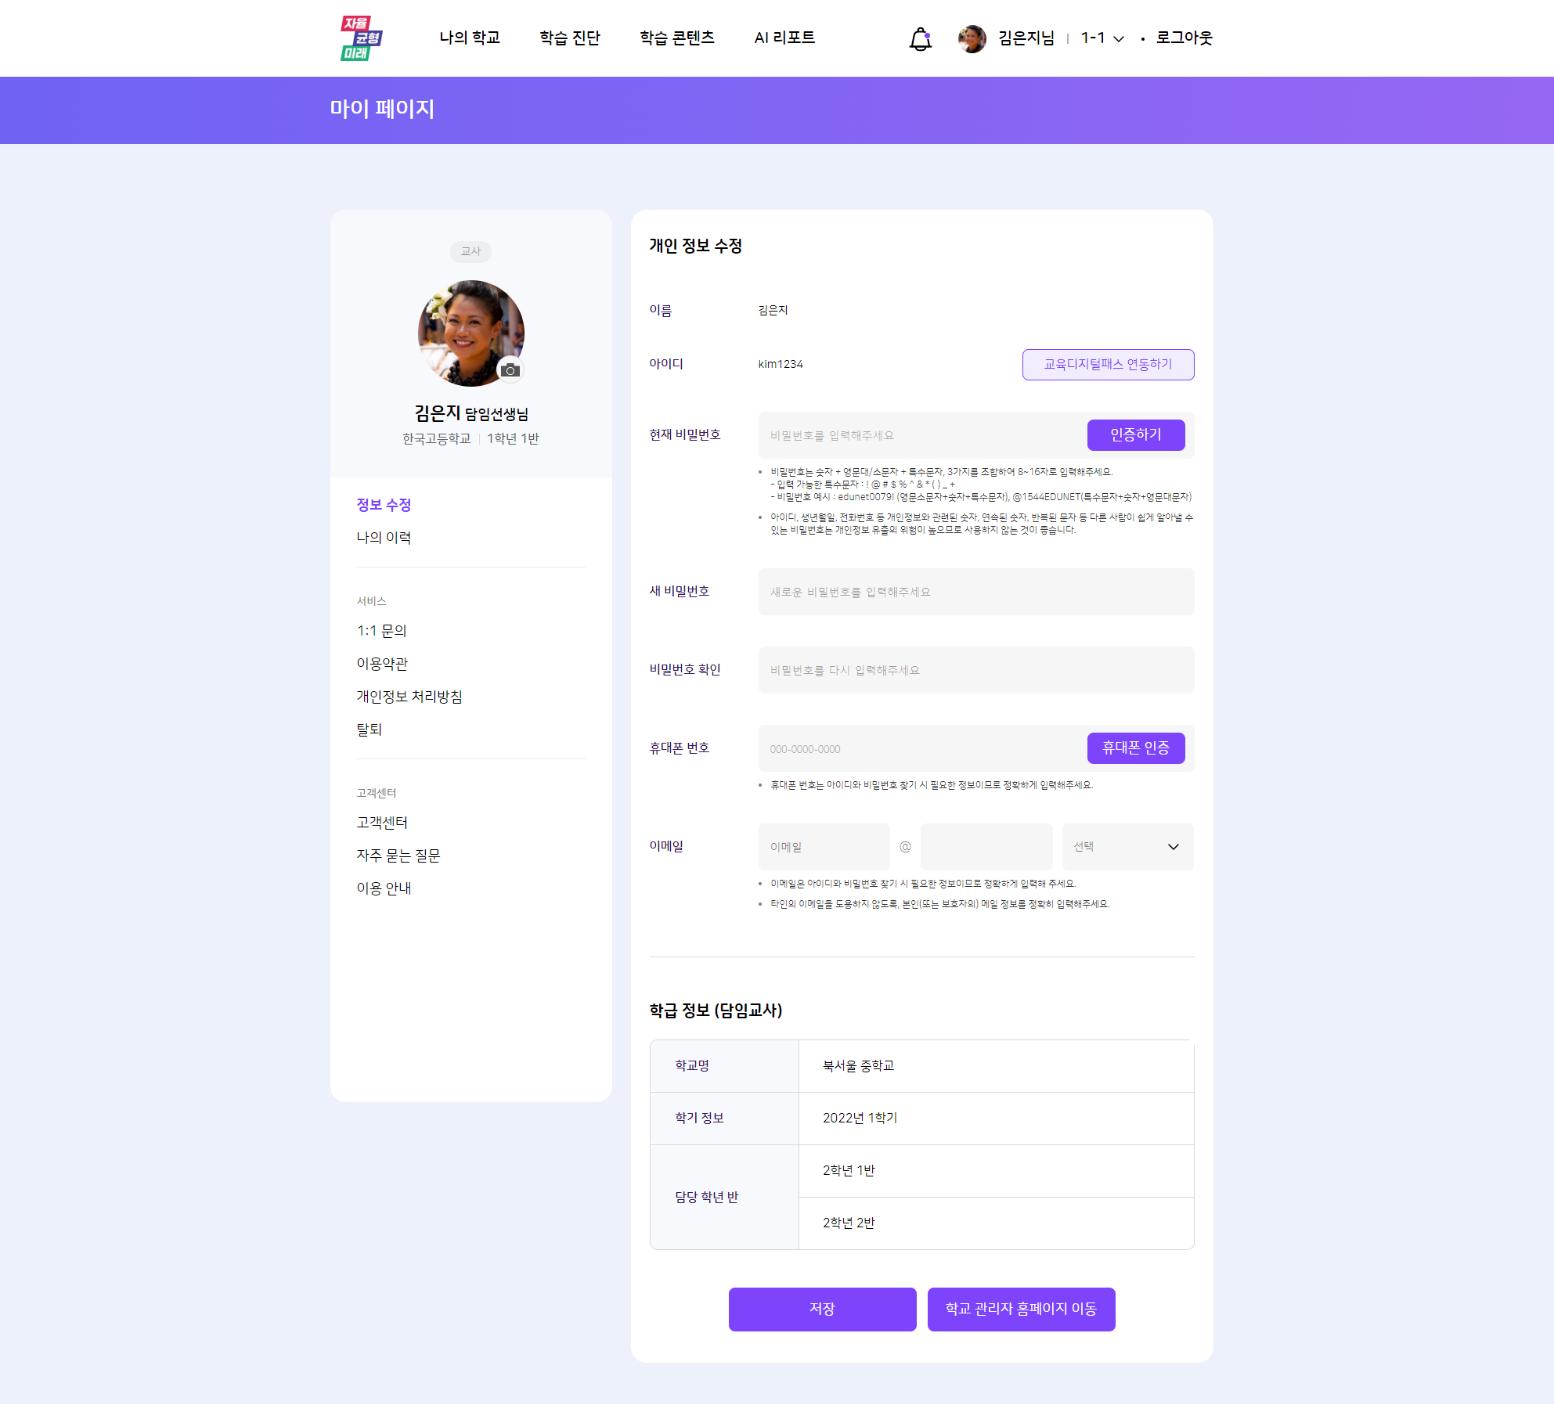 자율
균형
미래
나의 학교
학습 진단
학습 콘텐츠
AI 리포트
김은지님
1-1
로그아웃
마이 페이지
교사
김은지 담임선생님
한국고등학교
1학년 1반
정보 수정
나의 이력
서비스
1:1 문의
이용약관
개인정보 처리방침
탈퇴
고객센터
고객센터
자주 묻는 질문
이용 안내
개인 정보 수정
이름
김은지
아이디
kim1234
교육디지털패스 연동하기
현재 비밀번호
비밀번호를 입력해주세요
인증하기
비밀번호는 숫자 + 영문대/소문자 + 특수문자, 3가지를 조합하여 8~16자로 입력해주세요.
- 입력 가능한 특수문자 : ! @ # $ % ^ & * ( ) _ +
- 비밀번호 예시 : edunet0079! (영문소문자+숫자+특수문자), @1544EDUNET(특수문자+숫자+영문대문자)
아이디, 생년월일, 전화번호 등 개인정보와 관련된 숫자, 연속된 숫자, 반복된 문자 등 다른 사람이 쉽게 알아낼 수
있는 비밀번호는 개인정보 유출의 위험이 높으므로 사용하지 않는 것이 좋습니다.
새 비밀번호
새로운 비밀번호를 입력해주세요
비밀번호 확인
비밀번호를 다시 입력해주세요
휴대폰 번호
000-0000-0000
휴대폰 인증
휴대폰 번호는 아이디와 비밀번호 찾기 시 필요한 정보이므로 정확하게 입력해주세요.
이메일
이메일
@
선택
이메일은 아이디와 비밀번호 찾기 시 필요한 정보이므로 정확하게 입력해 주세요.
타인의 이메일을 도용하지 않도록, 본인(또는 보호자의) 메일 정보를 정확히 입력해주세요.
학급 정보 (담임교사)
학교명
북서울 중학교
학기 정보
2022년 1학기
담당 학년 반
2학년 1반
2학년 2반
저장
학교 관리자 홈페이지 이동